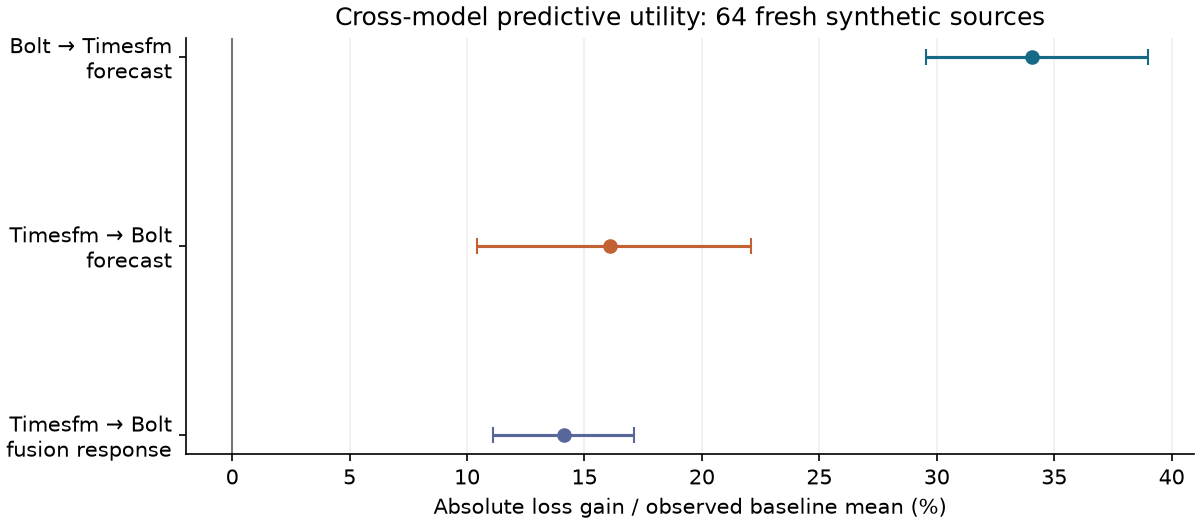 Cross-model predictive utility: 64 fresh synthetic sources
Bolt → Timesfm
forecast
Timesfm → Bolt
forecast
Timesfm → Bolt
fusion response
0 5 10 15 20 25 30 35 40
Absolute loss gain / observed baseline mean (%)